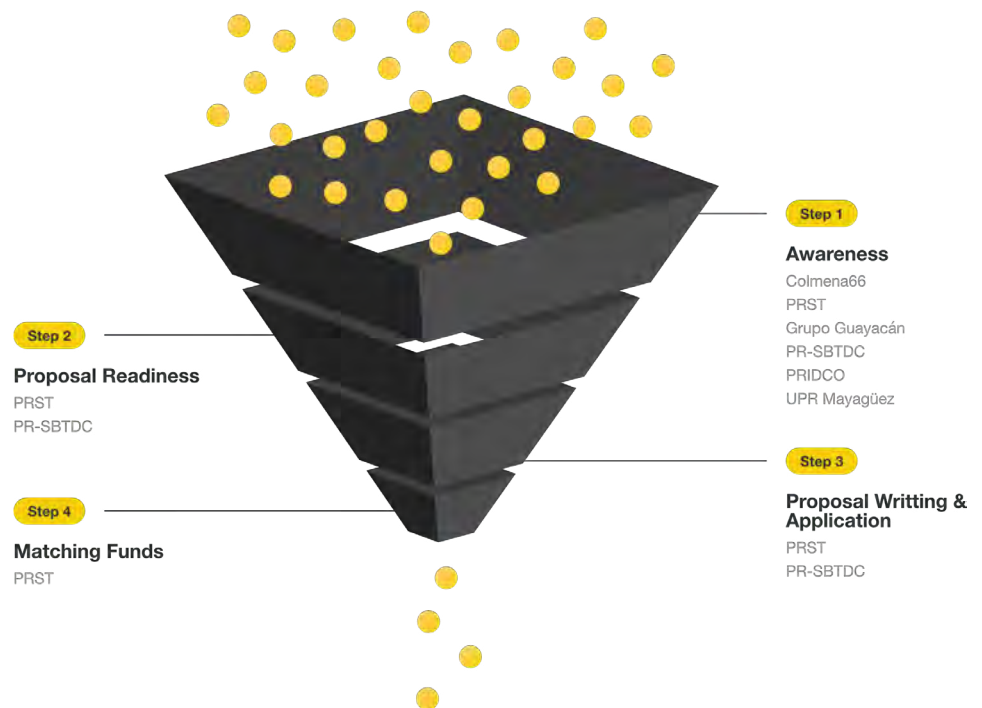 Step 1
Awareness
Colmena66
PRST
Grupo Guayacán
PR-SBTDC
PRIDCO
UPR Mayagüez
Step 2
Proposal Readiness
PRST
PR-SBTDC
Step 3
Proposal Writting &
Application
PRST
PR-SBTDC
Step 4
Matching Funds
PRST